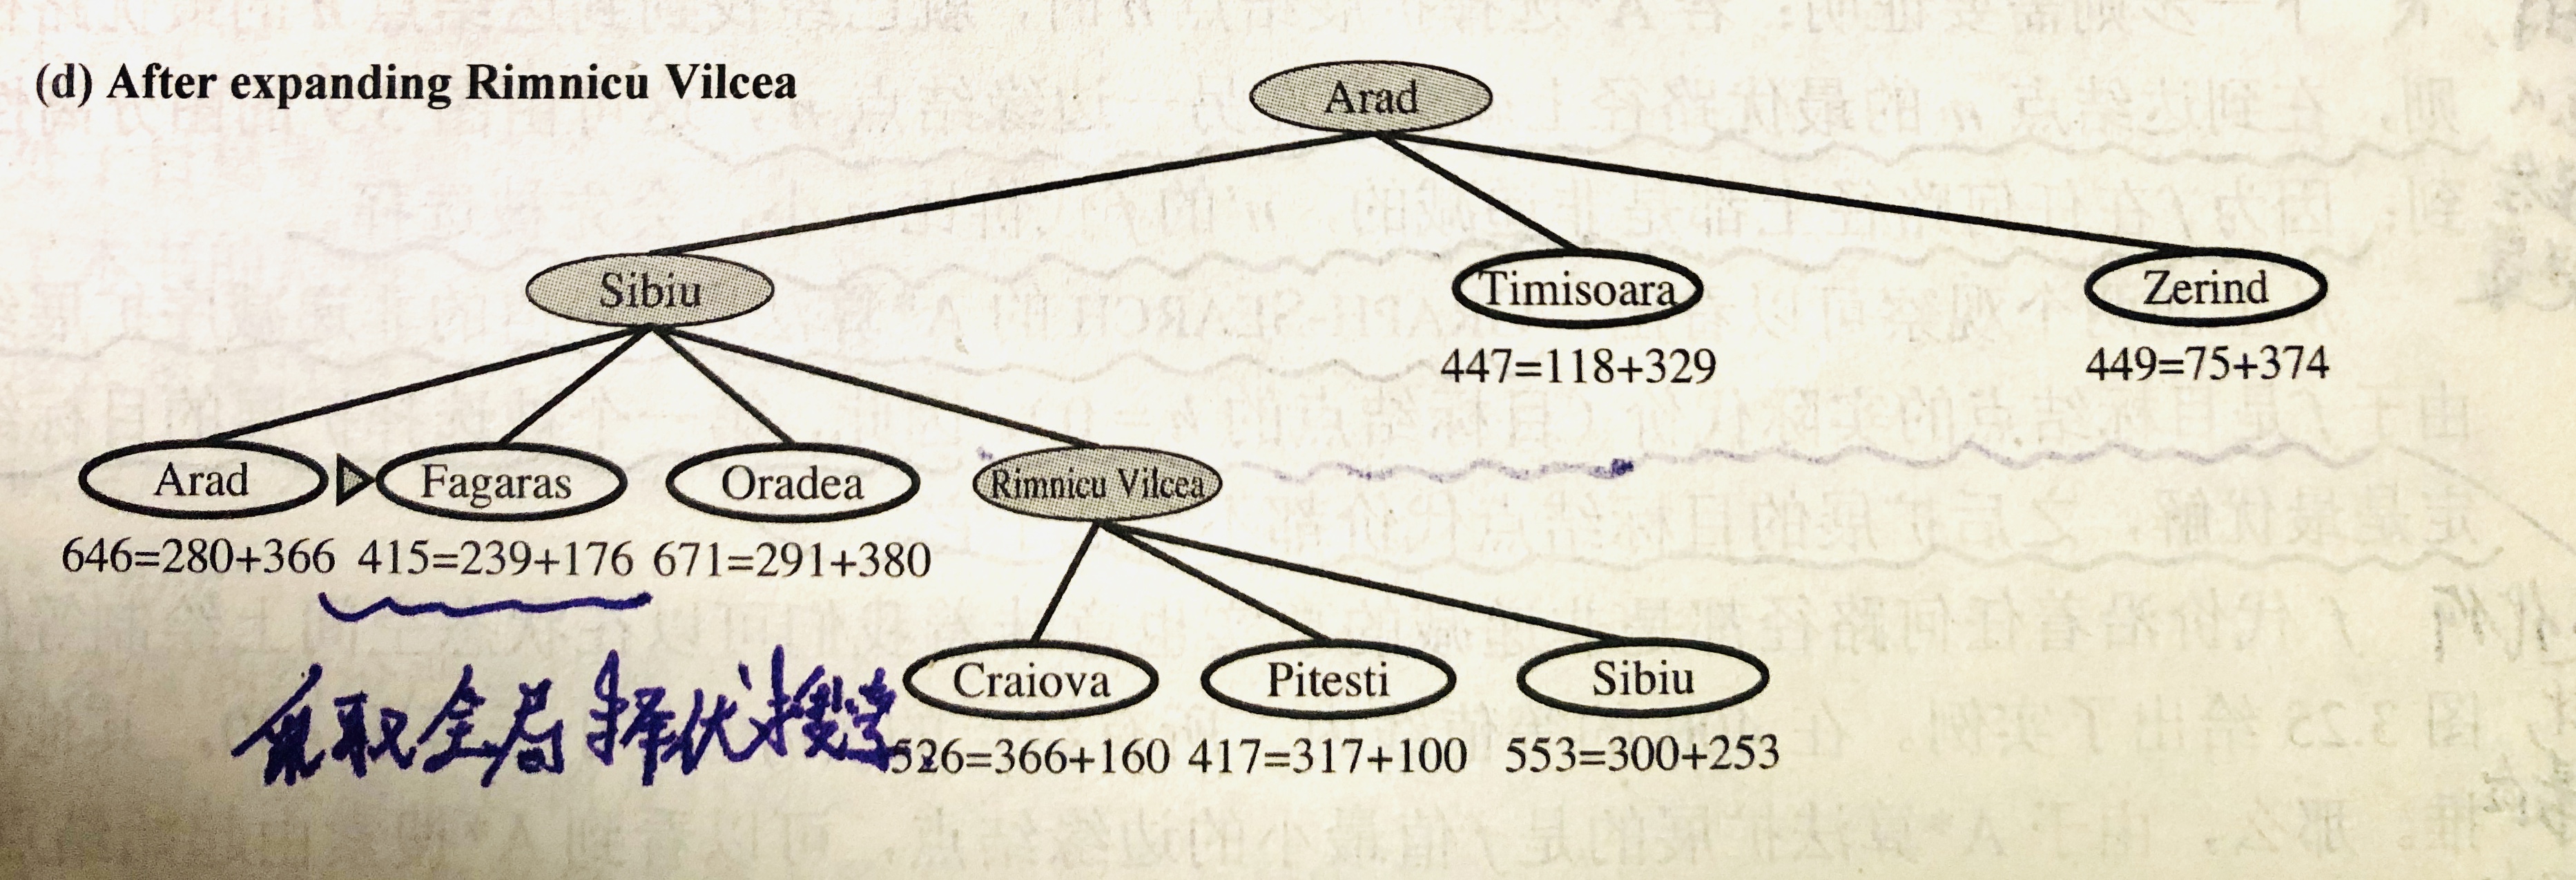 (d) After expanding Rimnicu Vilcea
Arad
Sibiu
Timisoara
Zerind
447=118+329
449=75+374
Arad
Fagaras
Oradea
Rimnicu Vilcea
646=280+366
415=239+176
671=291+380
Craiova
Pitesti
Sibiu
采取全局择优搜索
526=366+160
417=317+100
553=300+253